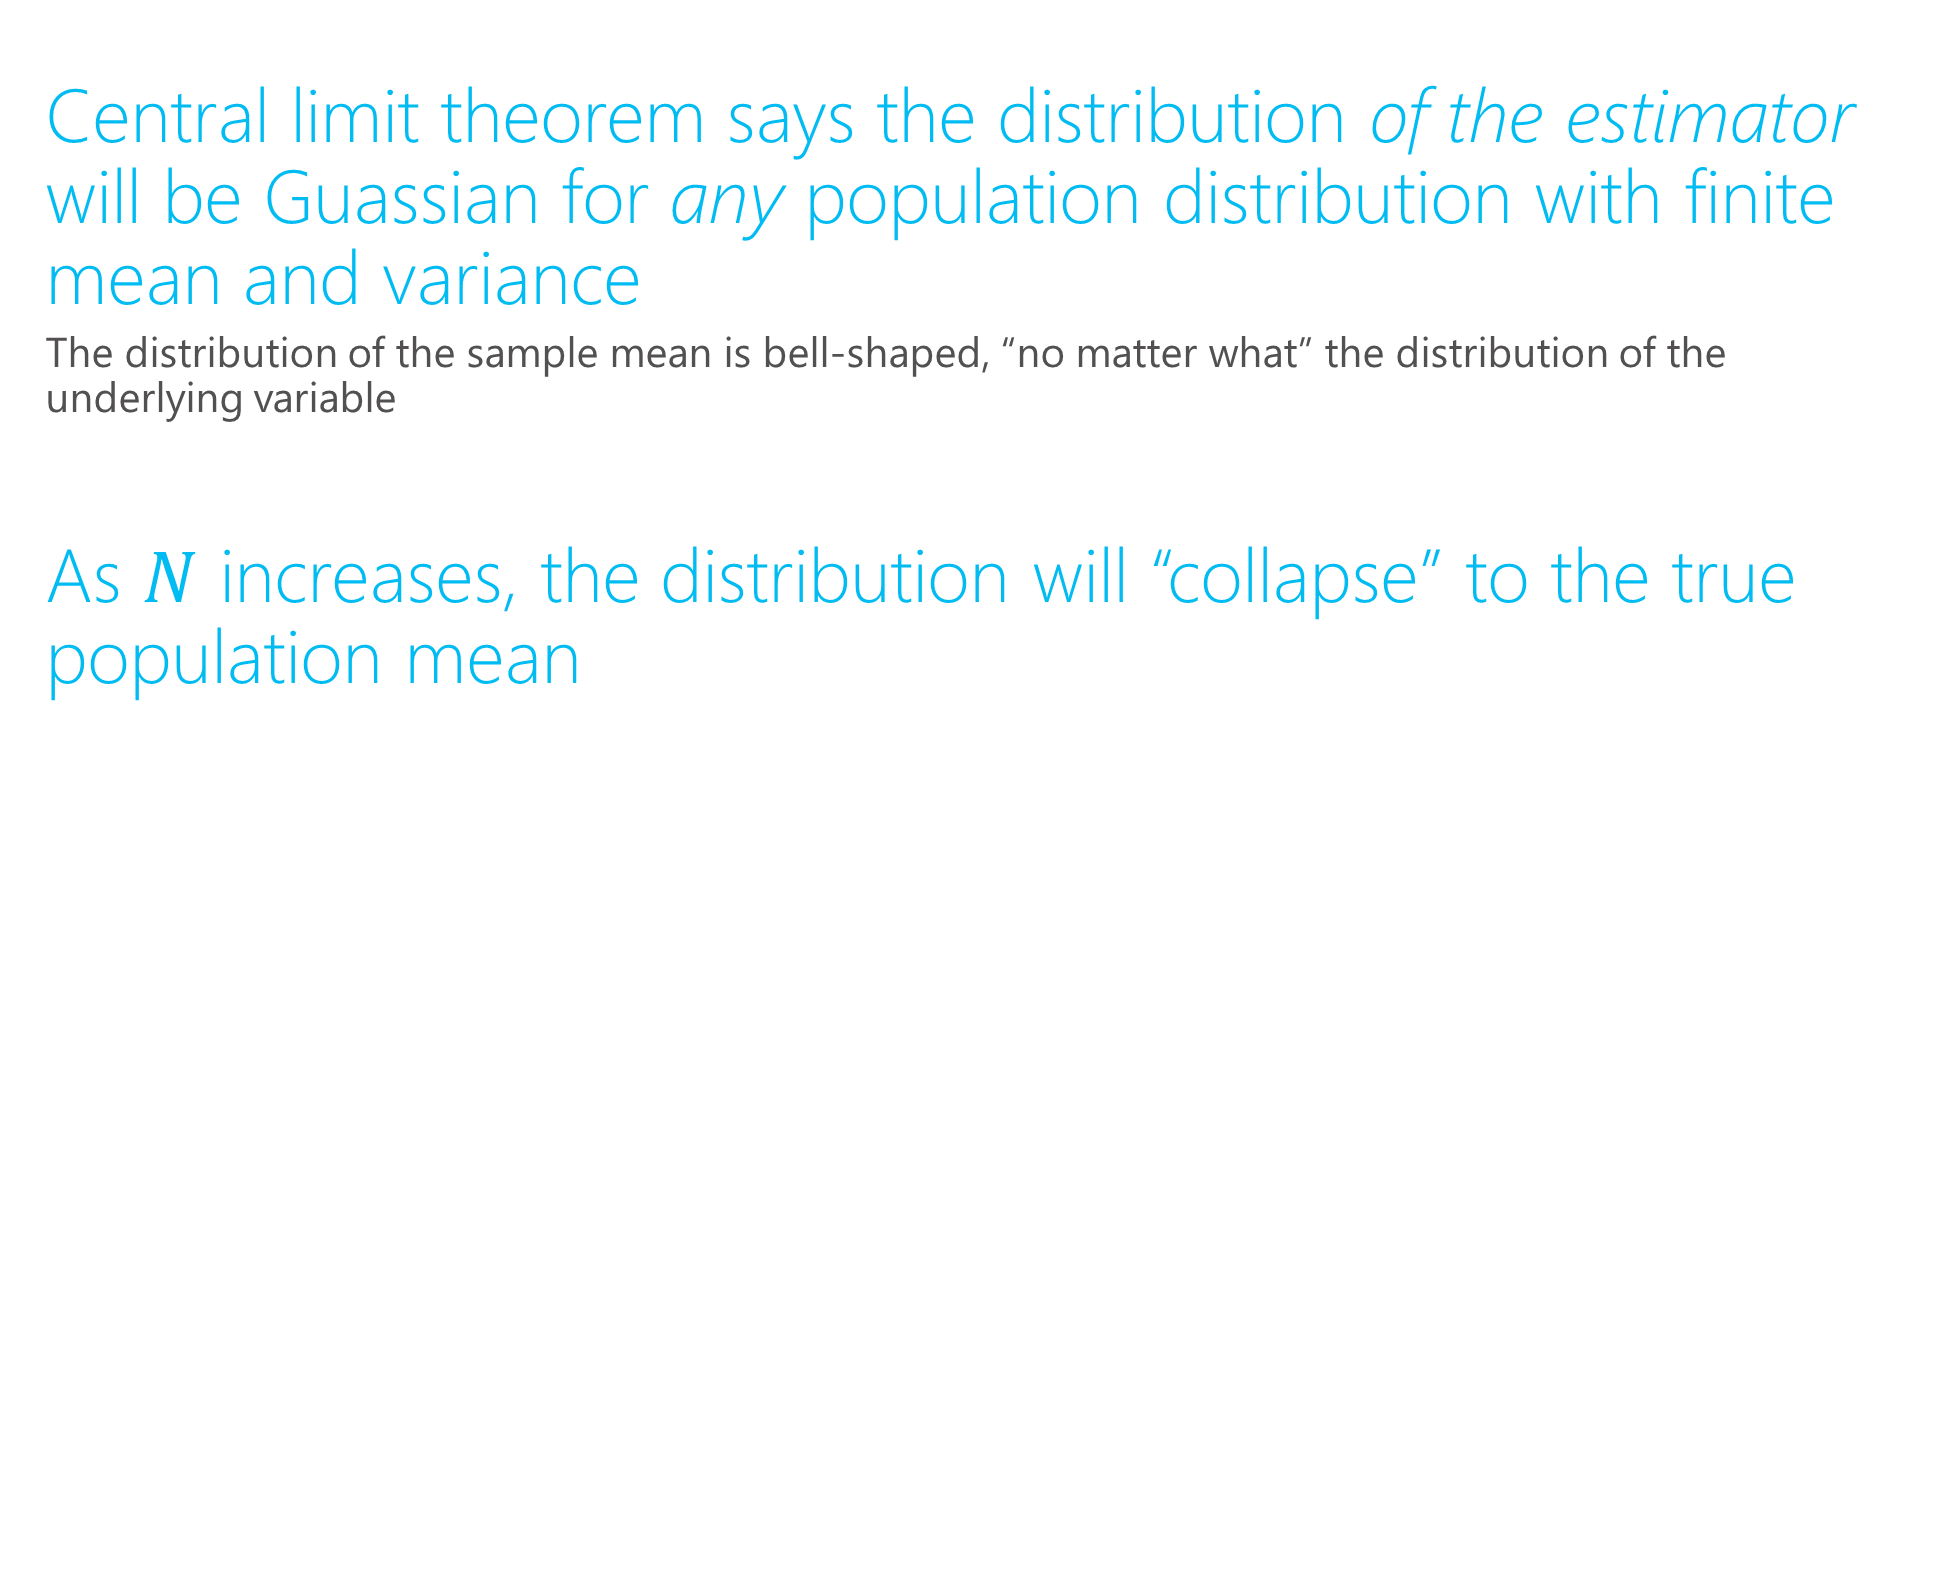 Central limit theorem says the distribution of the estimator
will be Guassian for any population distribution with finite
mean and variance
The distribution of the sample mean is bell-shaped, “no matter what” the distribution of the
underlying variable
As N increases, the distribution will “collapse” to the true
population mean